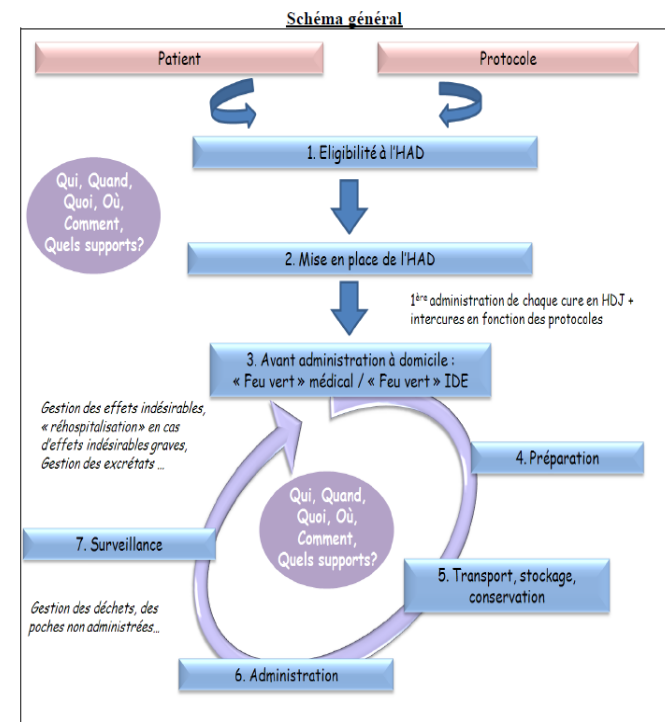 Schéma général
Patient
Protocole
1. Eligibilité à l'HAD
Qui, Quand,
Quoi, Où,
Comment,
Quels supports?
2. Mise en place de l'HAD
1ère administration de chaque cure en HDJ +
intercures en fonction des protocoles
3. Avant administration à domicile :
« Feu vert » médical / « Feu vert » IDE
Gestion des effets indésirables,
« réhospitalisation » en cas
d'effets indésirables graves,
Gestion des excrétats ...
4. Préparation
Qui, Quand,
Quoi, Où,
Comment,
Quels supports?
7. Surveillance
5. Transport, stockage,
conservation
Gestion des déchets, des
poches non administrées...
6. Administration